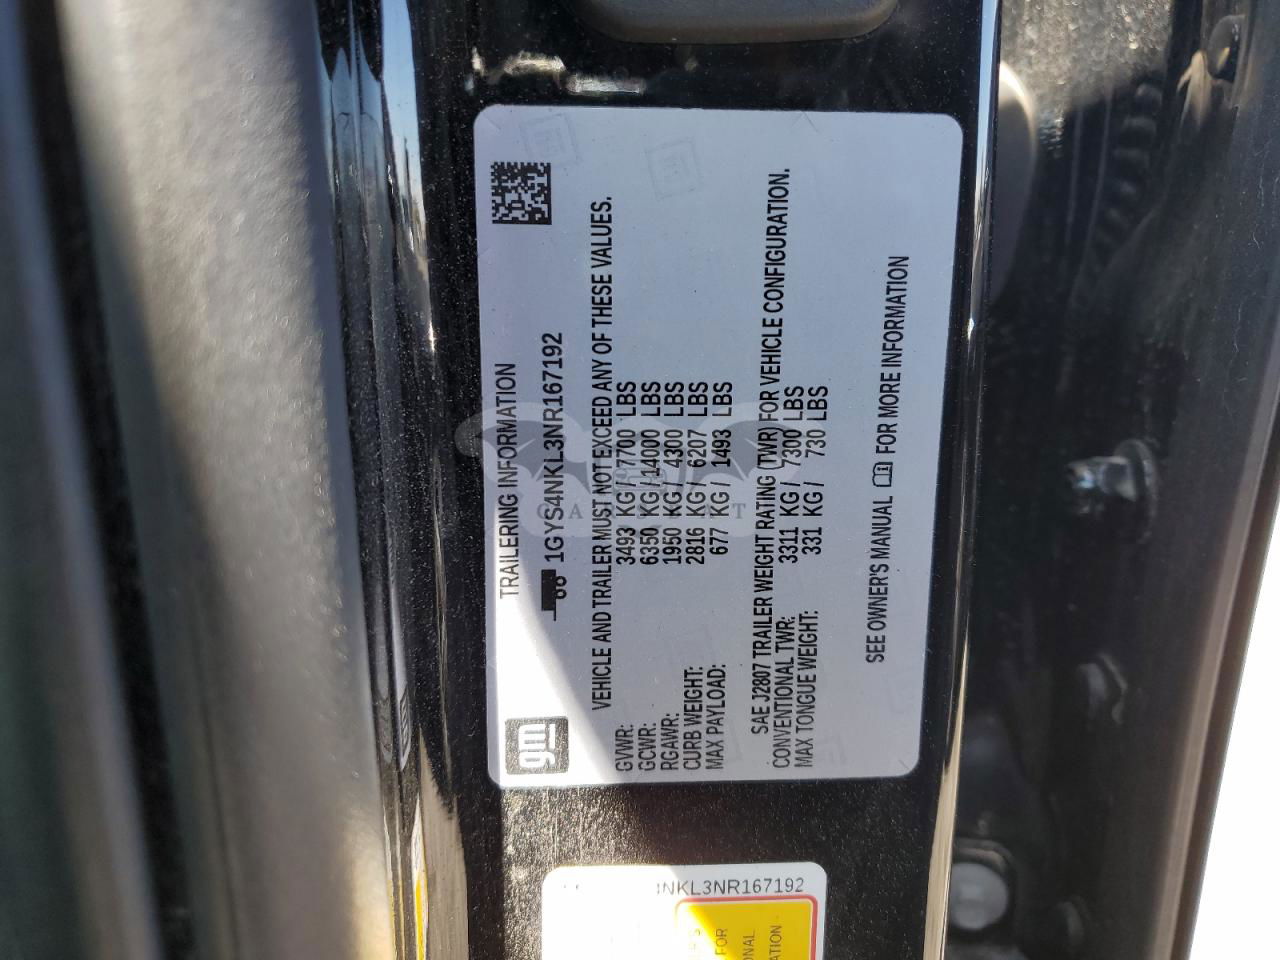 gm
TRAILERING INFORMATION
1GYS4NKL3NR167192
VEHICLE AND TRAILER MUST NOT EXCEED ANY OF THESE VALUES.
GVWR: 3493 KG / 7700 LBS
GCWR: 6350 KG / 14000 LBS
RGAWR: 1950 KG / 4300 LBS
CURB WEIGHT: 2816 KG / 6207 LBS
MAX PAYLOAD: 677 KG / 1493 LBS
SAE J2807 TRAILER WEIGHT RATING (TWR) FOR VEHICLE CONFIGURATION.
CONVENTIONAL TWR: 3311 KG / 7300 LBS
MAX TONGUE WEIGHT: 331 KG / 730 LBS
SEE OWNER'S MANUAL FOR MORE INFORMATION
NKL3NR167192
FOR
ONAL
ATION